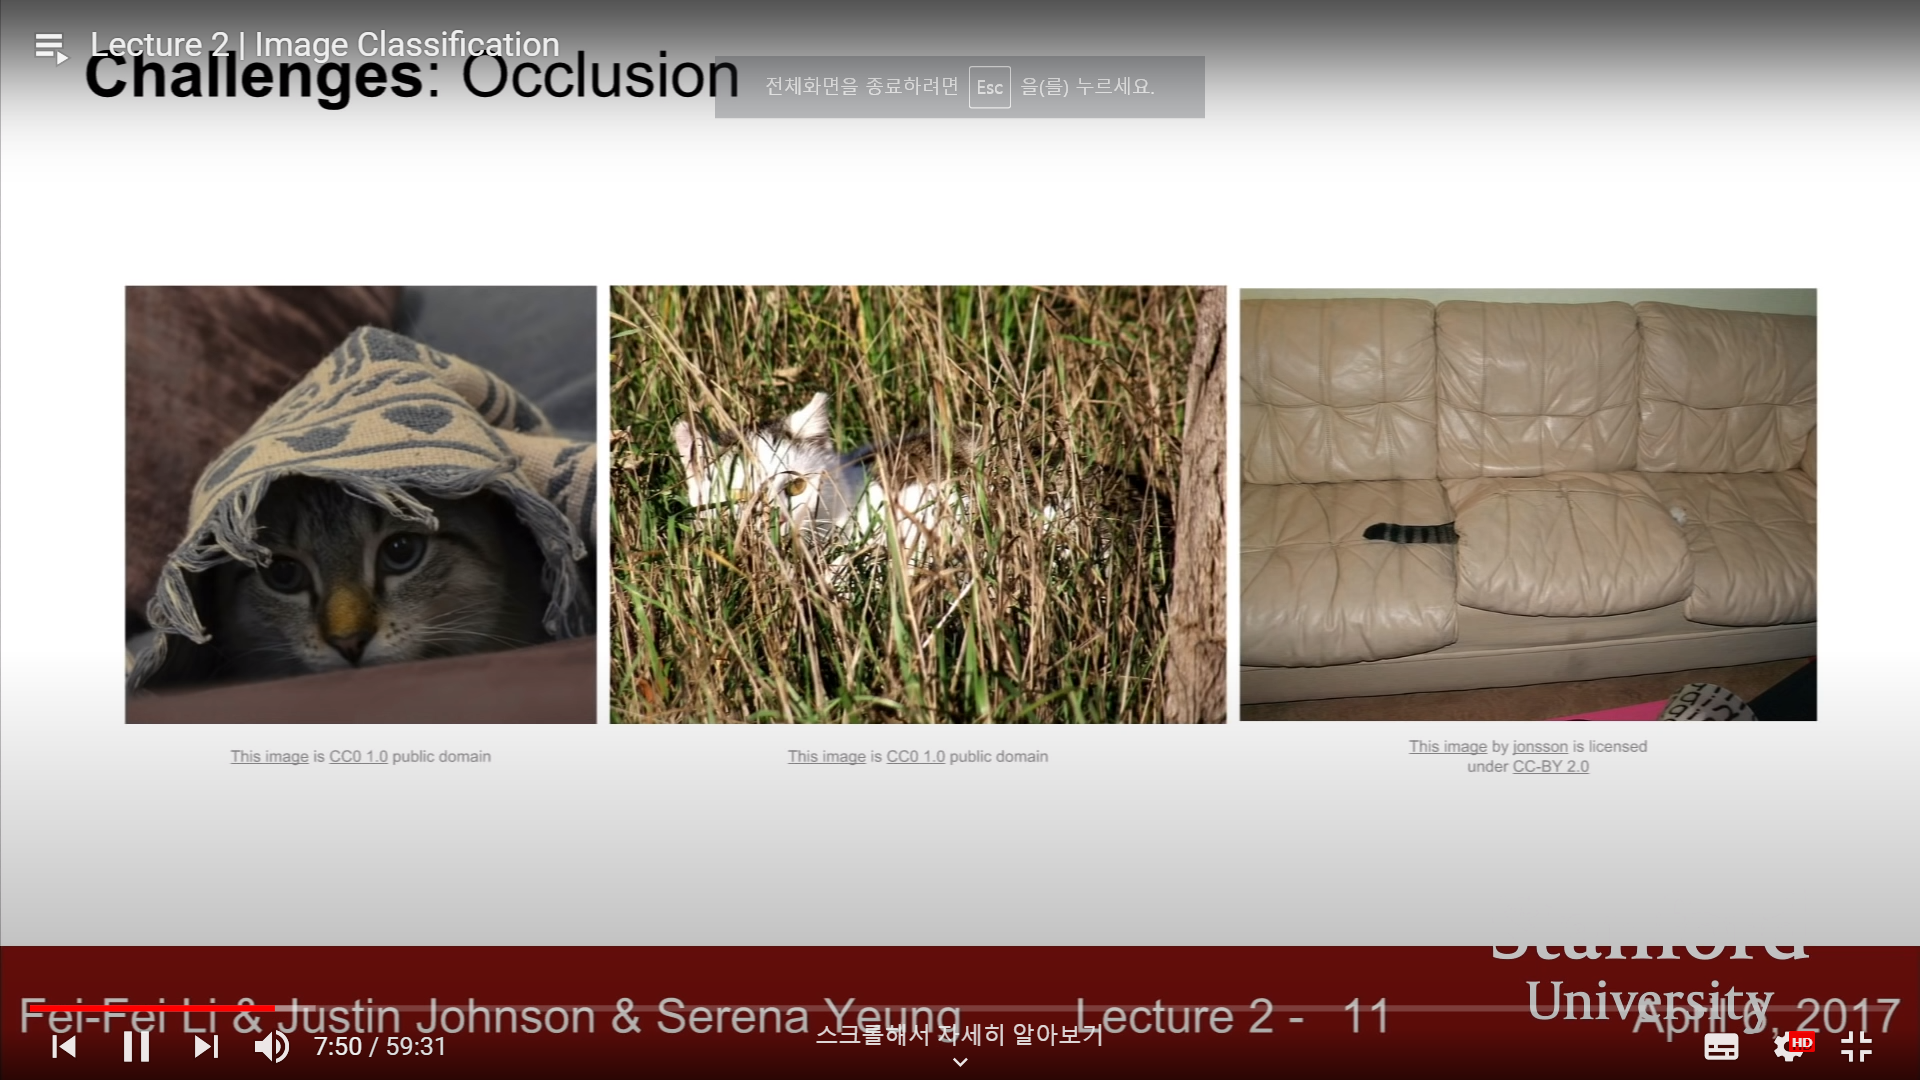 Lecture 2 | Image Classification
Challenges: Occlusion
전체화면을 종료하려면 Esc 을(를) 누르세요.
This image is CC0 1.0 public domain
This image is CC0 1.0 public domain
This image by jonsson is licensed
under CC-BY 2.0
Stanford
University
Fei-Fei Li & Justin Johnson & Serena Yeung
Lecture 2 - 11
April 6, 2017
스크롤해서 자세히 알아보기
7:50 / 59:31
HD